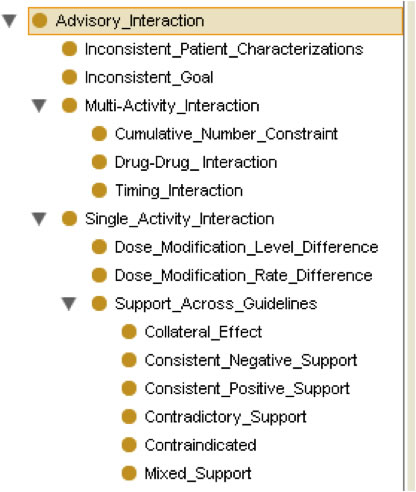 Advisory_Interaction
Inconsistent_Patient_Characterizations
Inconsistent_Goal
Multi-Activity_Interaction
Cumulative_Number_Constraint
Drug-Drug_ Interaction
Timing_Interaction
Single_Activity_Interaction
Dose_Modification_Level_Difference
Dose_Modification_Rate_Difference
Support_Across_Guidelines
Collateral_Effect
Consistent_Negative_Support
Consistent_Positive_Support
Contradictory_Support
Contraindicated
Mixed_Support